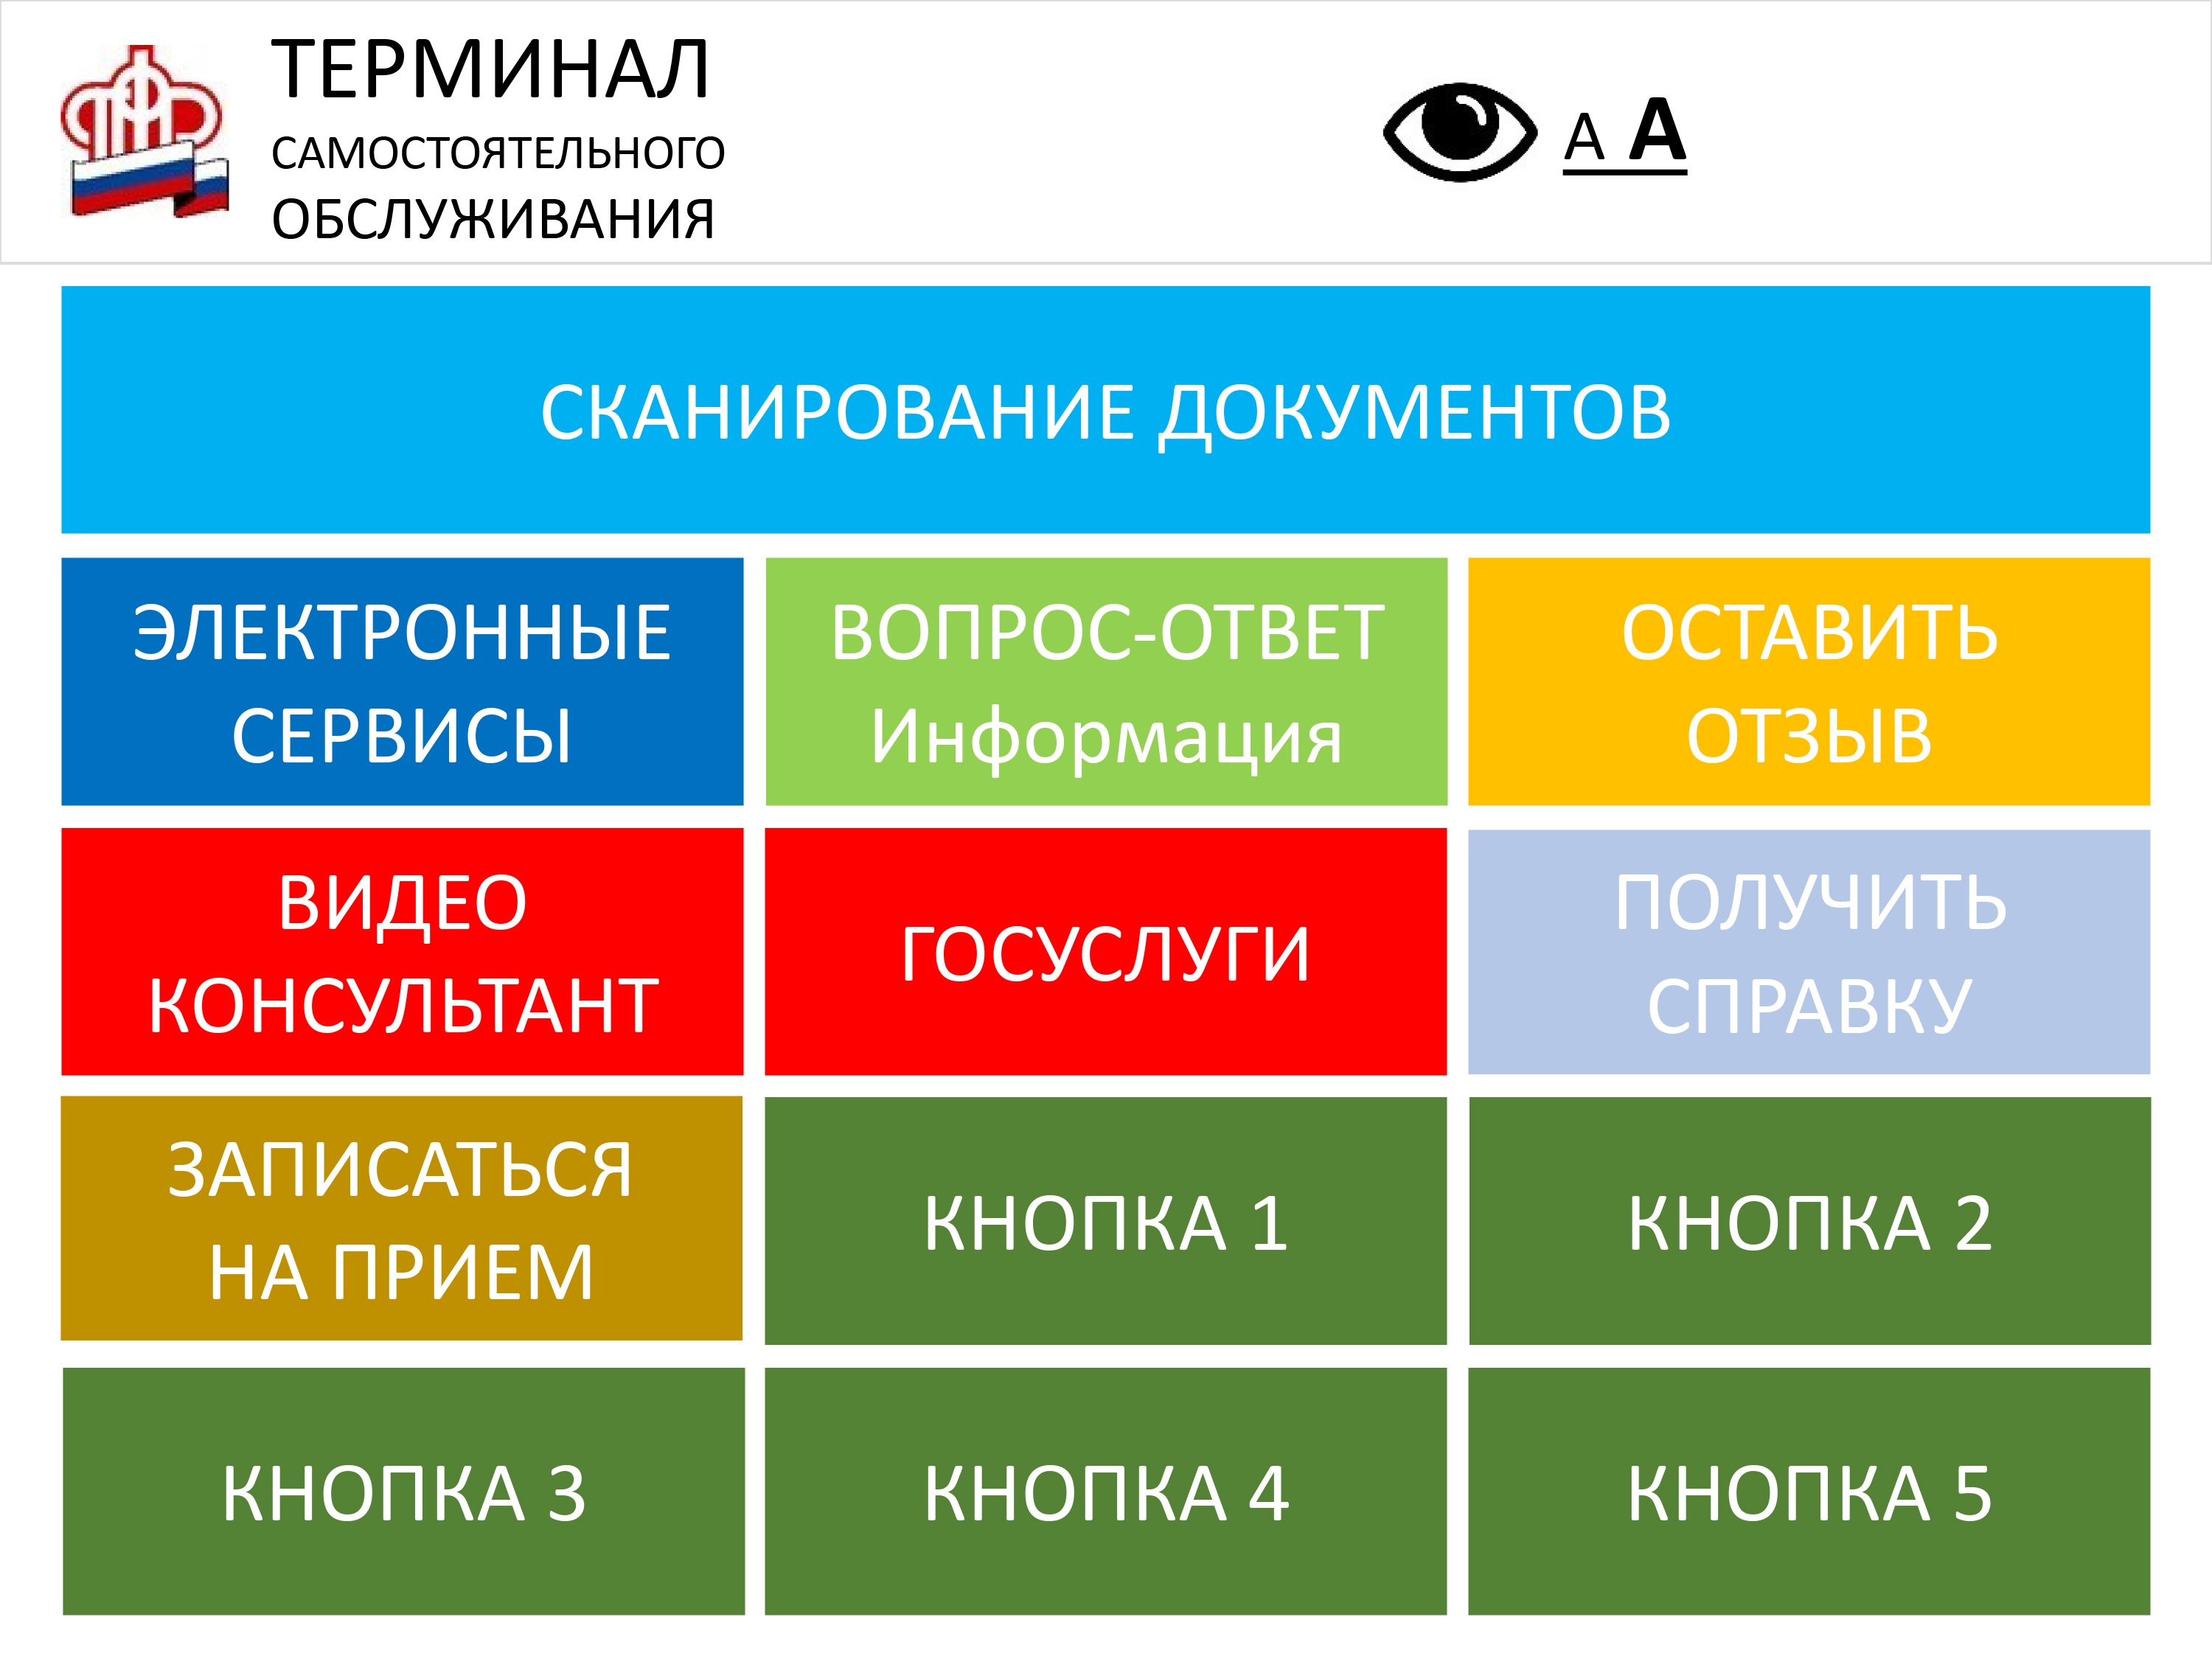 ТЕРМИНАЛ
САМОСТОЯТЕЛЬНОГО
ОБСЛУЖИВАНИЯ
А А
СКАНИРОВАНИЕ ДОКУМЕНТОВ
ЭЛЕКТРОННЫЕ
СЕРВИСЫ
ВОПРОС-ОТВЕТ
Информация
ОСТАВИТЬ
ОТЗЫВ
ВИДЕО
КОНСУЛЬТАНТ
ГОСУСЛУГИ
ПОЛУЧИТЬ
СПРАВКУ
ЗАПИСАТЬСЯ
НА ПРИЕМ
КНОПКА 1
КНОПКА 2
КНОПКА 3
КНОПКА 4
КНОПКА 5